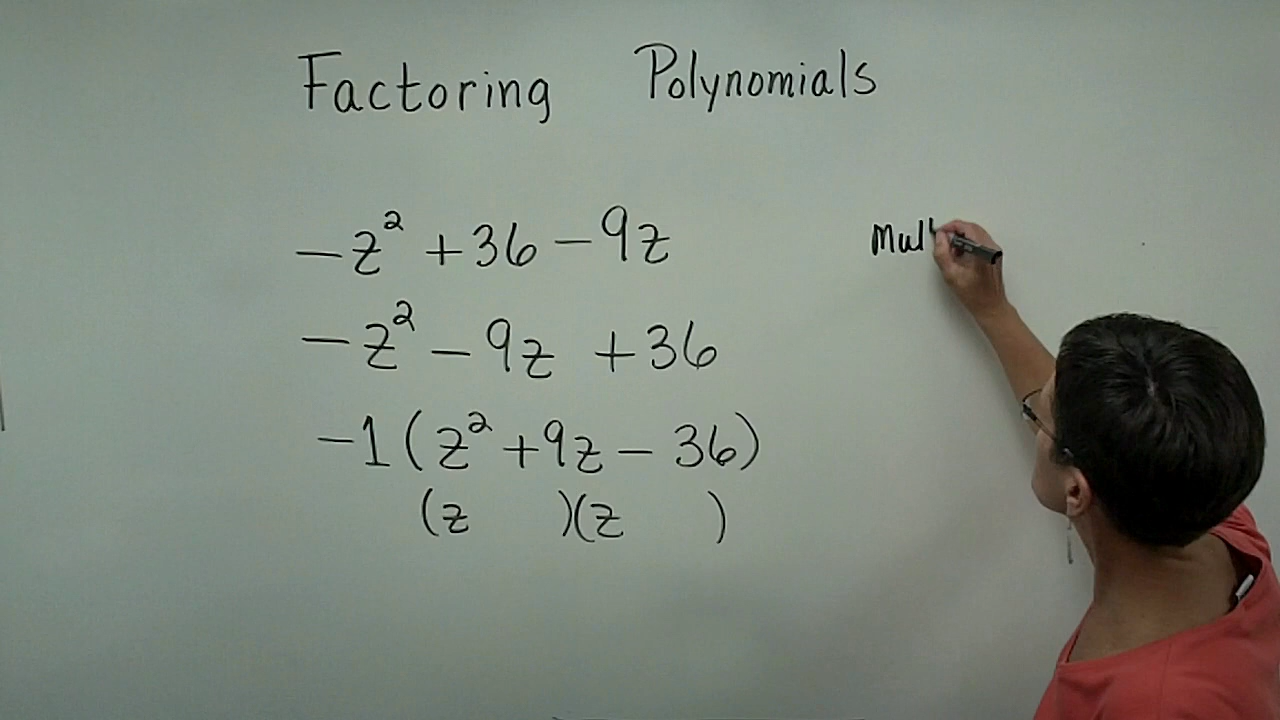 Factoring Polynomials
-z² +36 -9z
-z² -9z +36
-1(z² +9z - 36)
(z )(z )